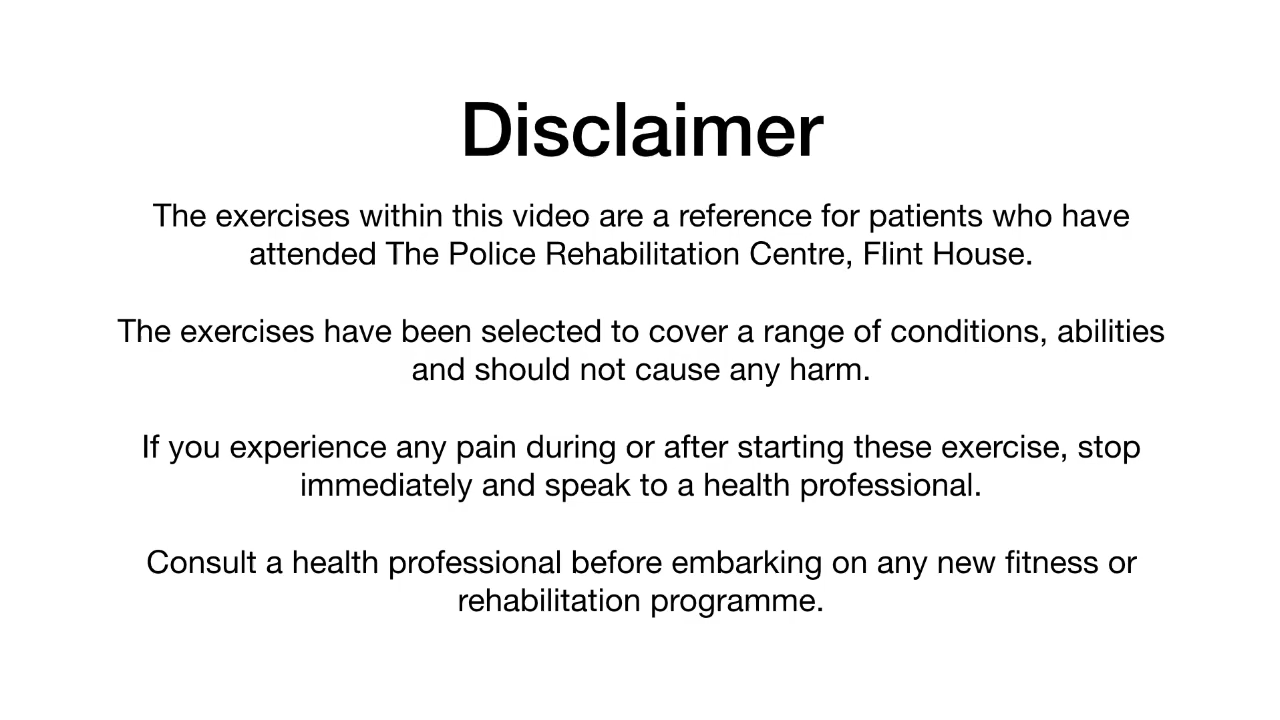 Disclaimer
The exercises within this video are a reference for patients who have
attended The Police Rehabilitation Centre, Flint House.
The exercises have been selected to cover a range of conditions, abilities
and should not cause any harm.
If you experience any pain during or after starting these exercise, stop
immediately and speak to a health professional.
Consult a health professional before embarking on any new fitness or
rehabilitation programme.